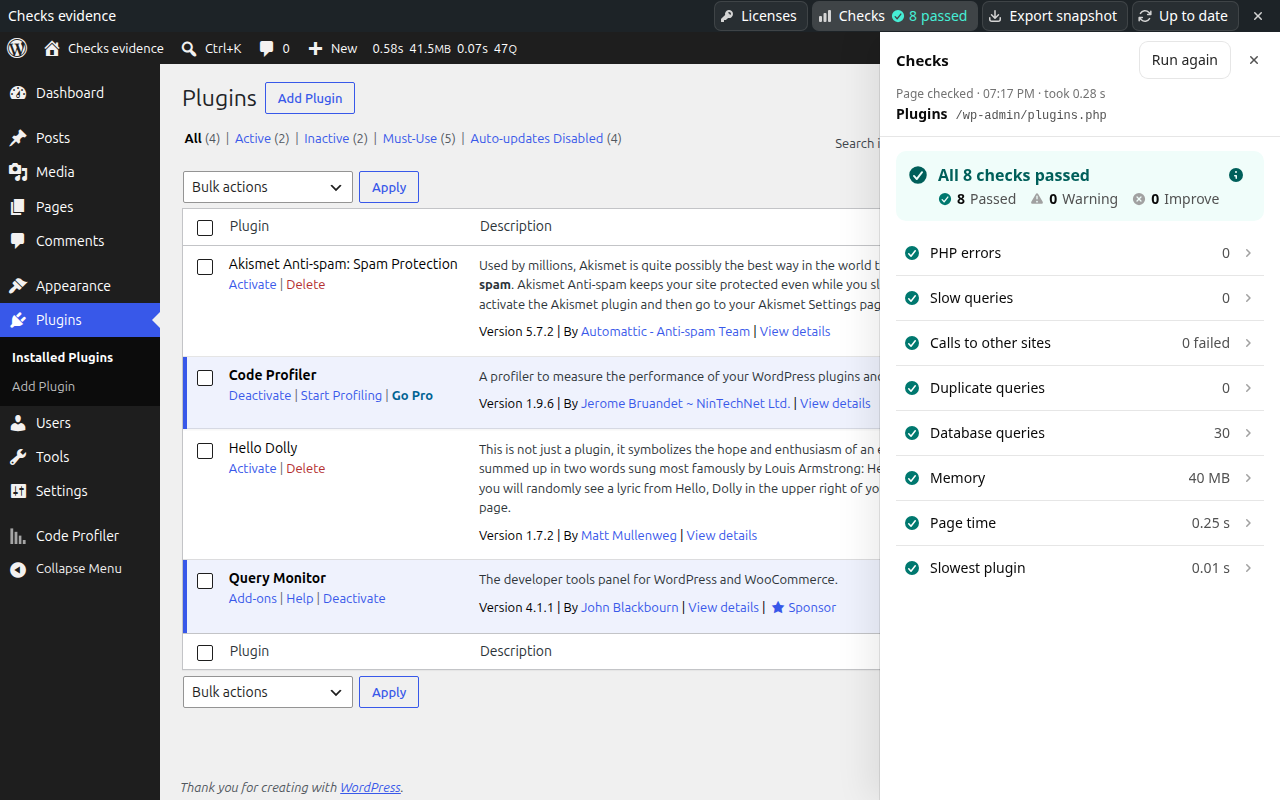 Checks evidence
Licenses
Checks 8 passed
Export snapshot
Up to date
Checks evidence
Ctrl+K
0
New
0.58s 41.5MB 0.07s 47Q
Dashboard
Posts
Media
Pages
Comments
Appearance
Plugins
Installed Plugins
Add Plugin
Users
Tools
Settings
Code Profiler
Collapse Menu
Plugins
Add Plugin
All (4) | Active (2) | Inactive (2) | Must-Use (5) | Auto-updates Disabled (4)
Search i
Bulk actions
Apply
Plugin Description
Akismet Anti-spam: Spam Protection
Activate | Delete
Used by millions, Akismet is quite possibly the best way in the world t
spam. Akismet Anti-spam keeps your site protected even while you sl
activate the Akismet plugin and then go to your Akismet Settings pag
Version 5.7.2 | By Automattic - Anti-spam Team | View details
Code Profiler
Deactivate | Start Profiling | Go Pro
A profiler to measure the performance of your WordPress plugins and
Version 1.9.6 | By Jerome Bruandet ~ NinTechNet Ltd. | View details
Hello Dolly
Activate | Delete
This is not just a plugin, it symbolizes the hope and enthusiasm of an e
summed up in two words sung most famously by Louis Armstrong: He
you will randomly see a lyric from Hello, Dolly in the upper right of yo
page.
Version 1.7.2 | By Matt Mullenweg | View details
Query Monitor
Add-ons | Help | Deactivate
The developer tools panel for WordPress and WooCommerce.
Version 4.1.1 | By John Blackbourn | View details | Sponsor
Plugin Description
Bulk actions
Apply
Thank you for creating with WordPress.
Checks
Run again
Page checked · 07:17 PM · took 0.28 s
Plugins /wp-admin/plugins.php
All 8 checks passed
8 Passed 0 Warning 0 Improve
PHP errors 0
Slow queries 0
Calls to other sites 0 failed
Duplicate queries 0
Database queries 30
Memory 40 MB
Page time 0.25 s
Slowest plugin 0.01 s